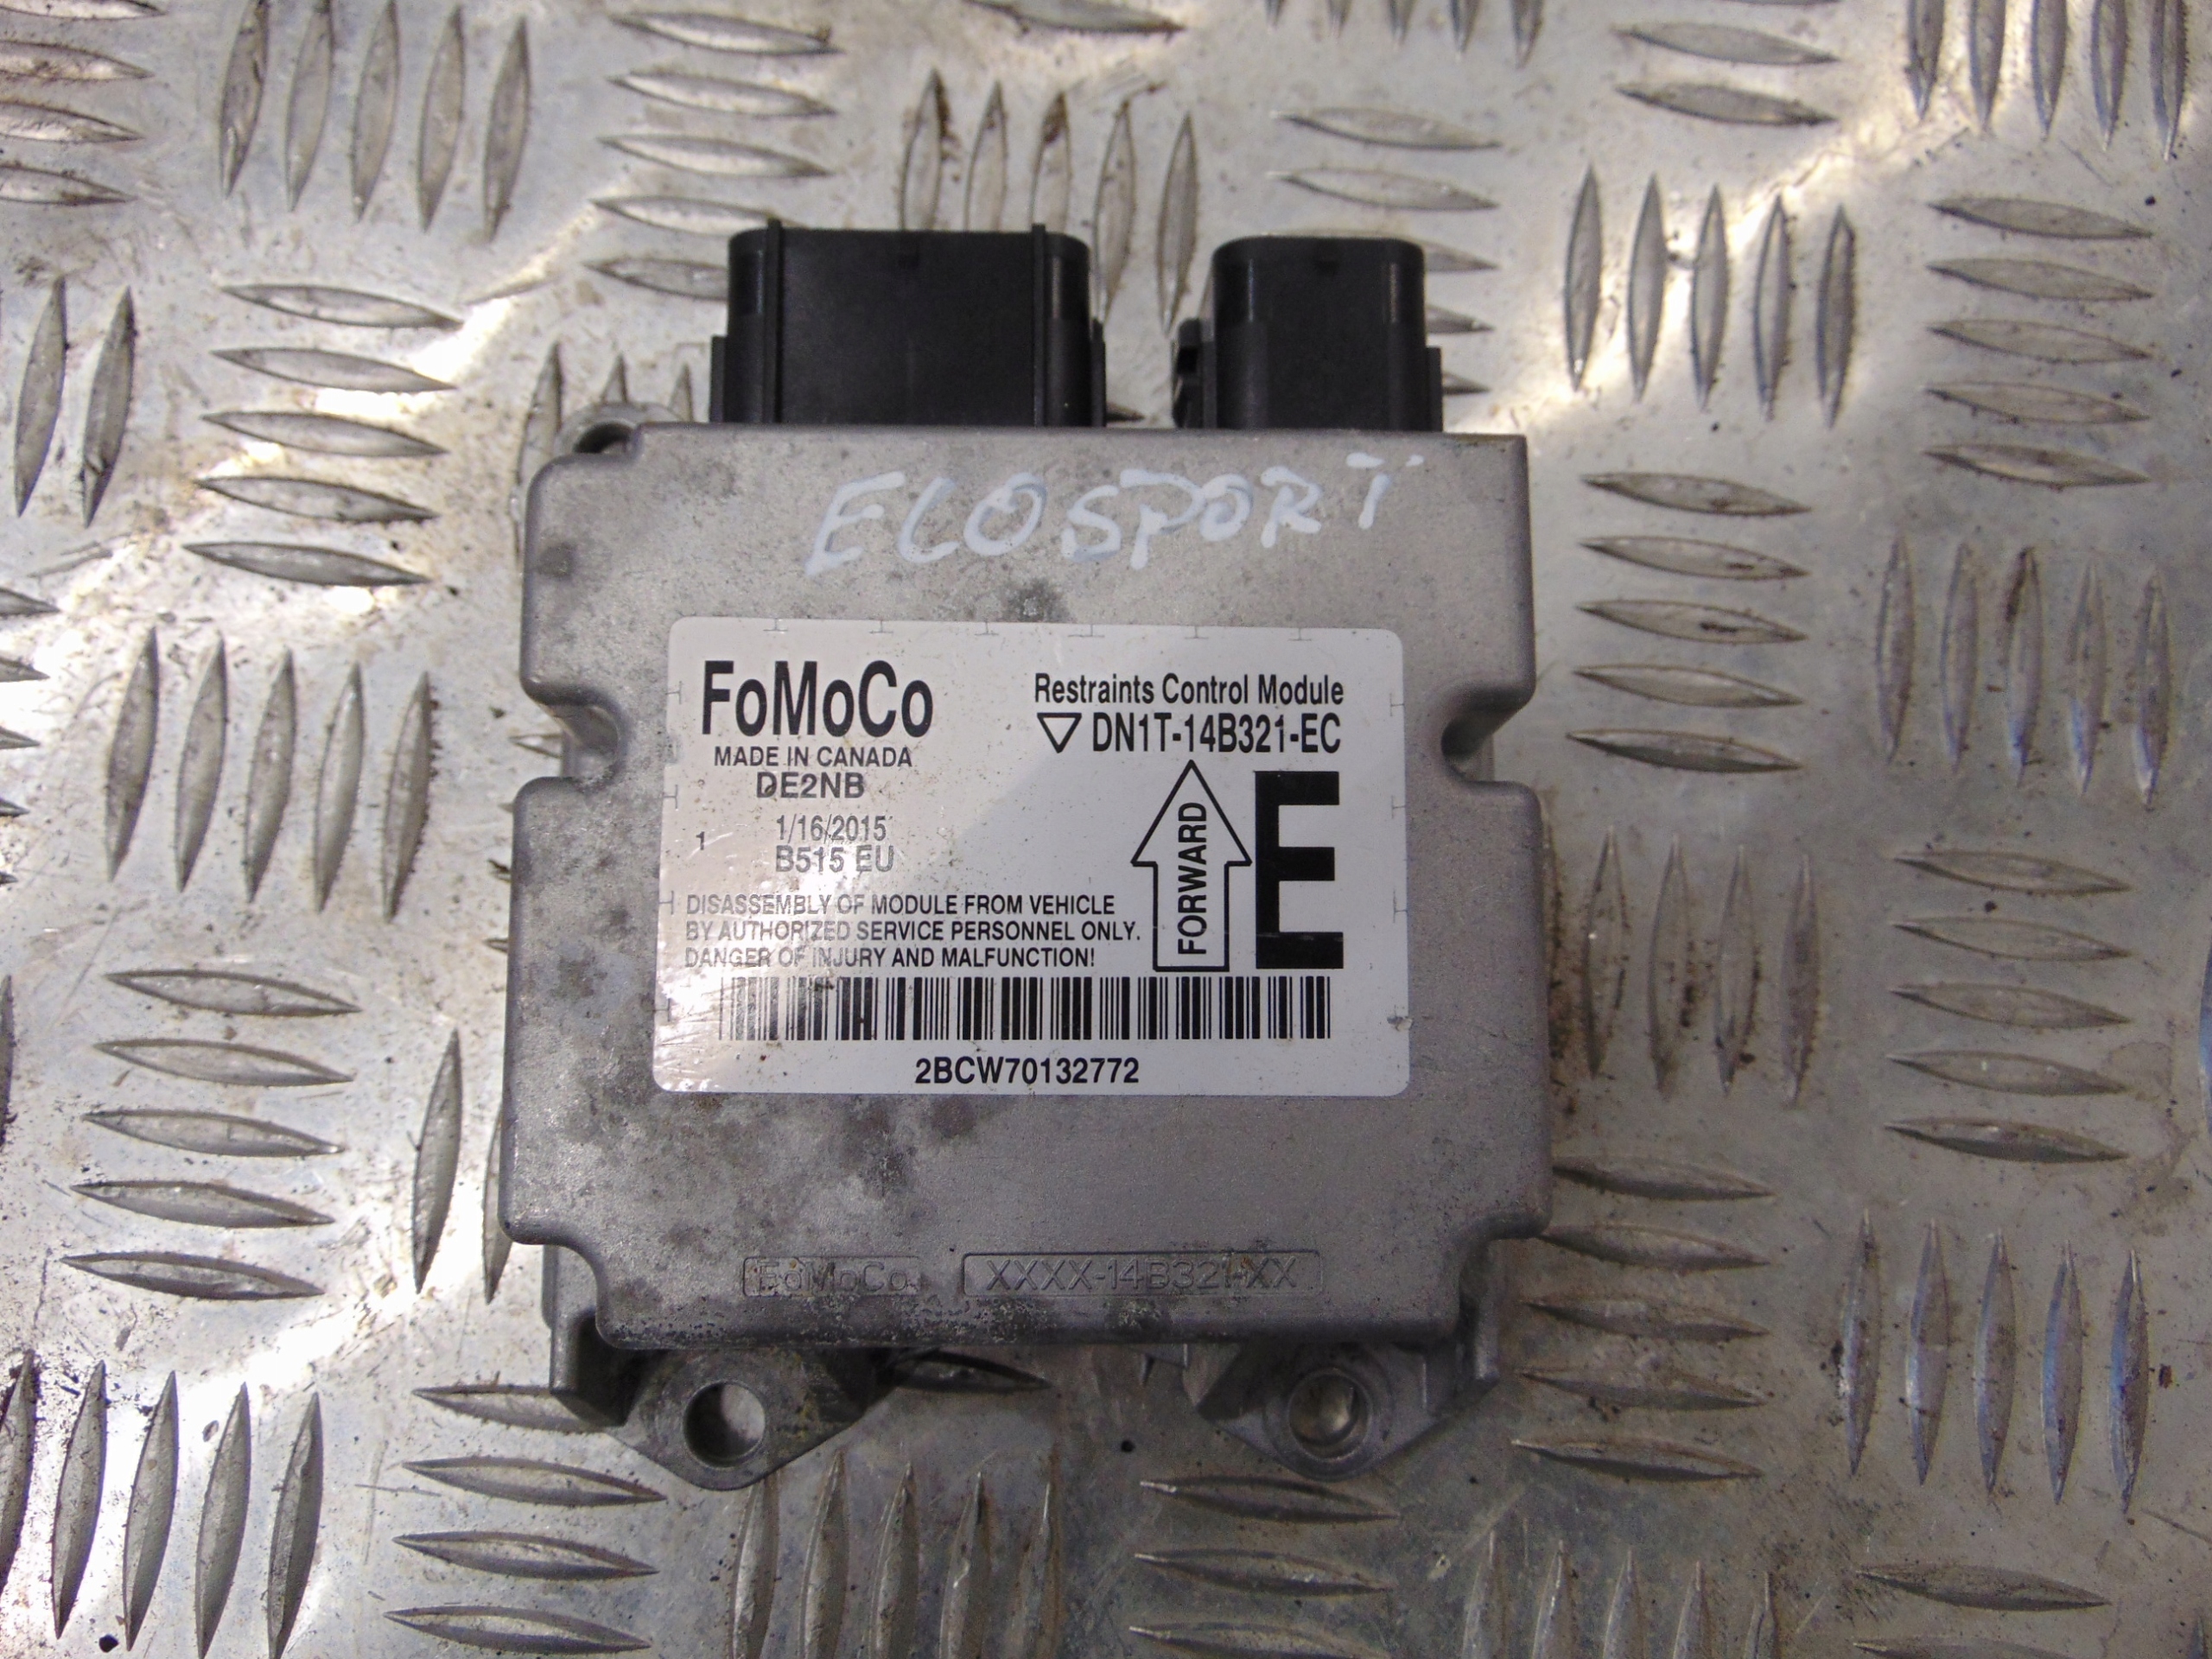 ECOSPORT
FoMoCo
MADE IN CANADA
DE2NB
1
1/16/2015
B515 EU
Restraints Control Module
DN1T-14B321-EC
FORWARD
E
DISASSEMBLY OF MODULE FROM VEHICLE
BY AUTHORIZED SERVICE PERSONNEL ONLY.
DANGER OF INJURY AND MALFUNCTION!
2BCW70132772
FoMoCo XXXX-14B321-XX